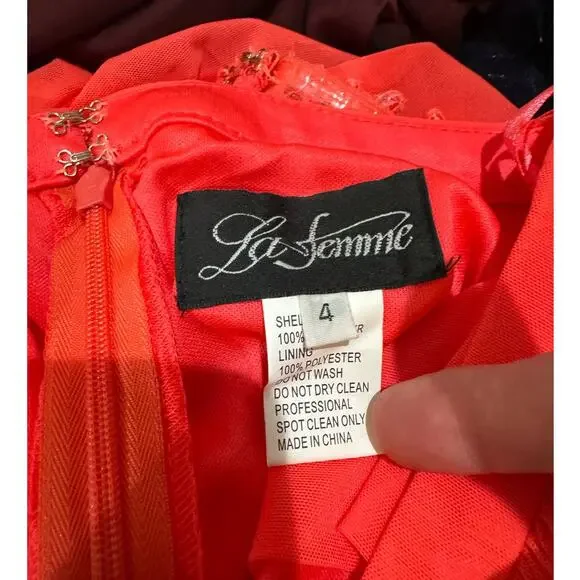 La Femme
4
SHEL
100% ER
LINING
100% POLYESTER
DO NOT WASH
DO NOT DRY CLEAN
PROFESSIONAL
SPOT CLEAN ONLY
MADE IN CHINA